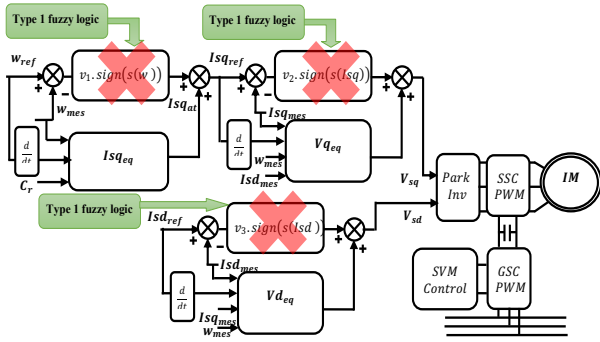 Type 1 fuzzy logic
Type 1 fuzzy logic
w_ref
+
−
v₁.sign(s(w))
+
+
Isq_ref
+
−
v₂.sign(s(Isq))
+
+
w_mes
Isq_at
Isq_mes
d/dt
Isq_eq
d/dt
Vq_eq
w_mes
C_r
Isd_mes
V_sq
Park
Inv
SSC
PWM
IM
Type 1 fuzzy logic
V_sd
Isd_ref
+
−
v₃.sign(s(Isd))
+
+
Isd_mes
d/dt
Vd_eq
SVM
Control
GSC
PWM
Isq_mes
w_mes